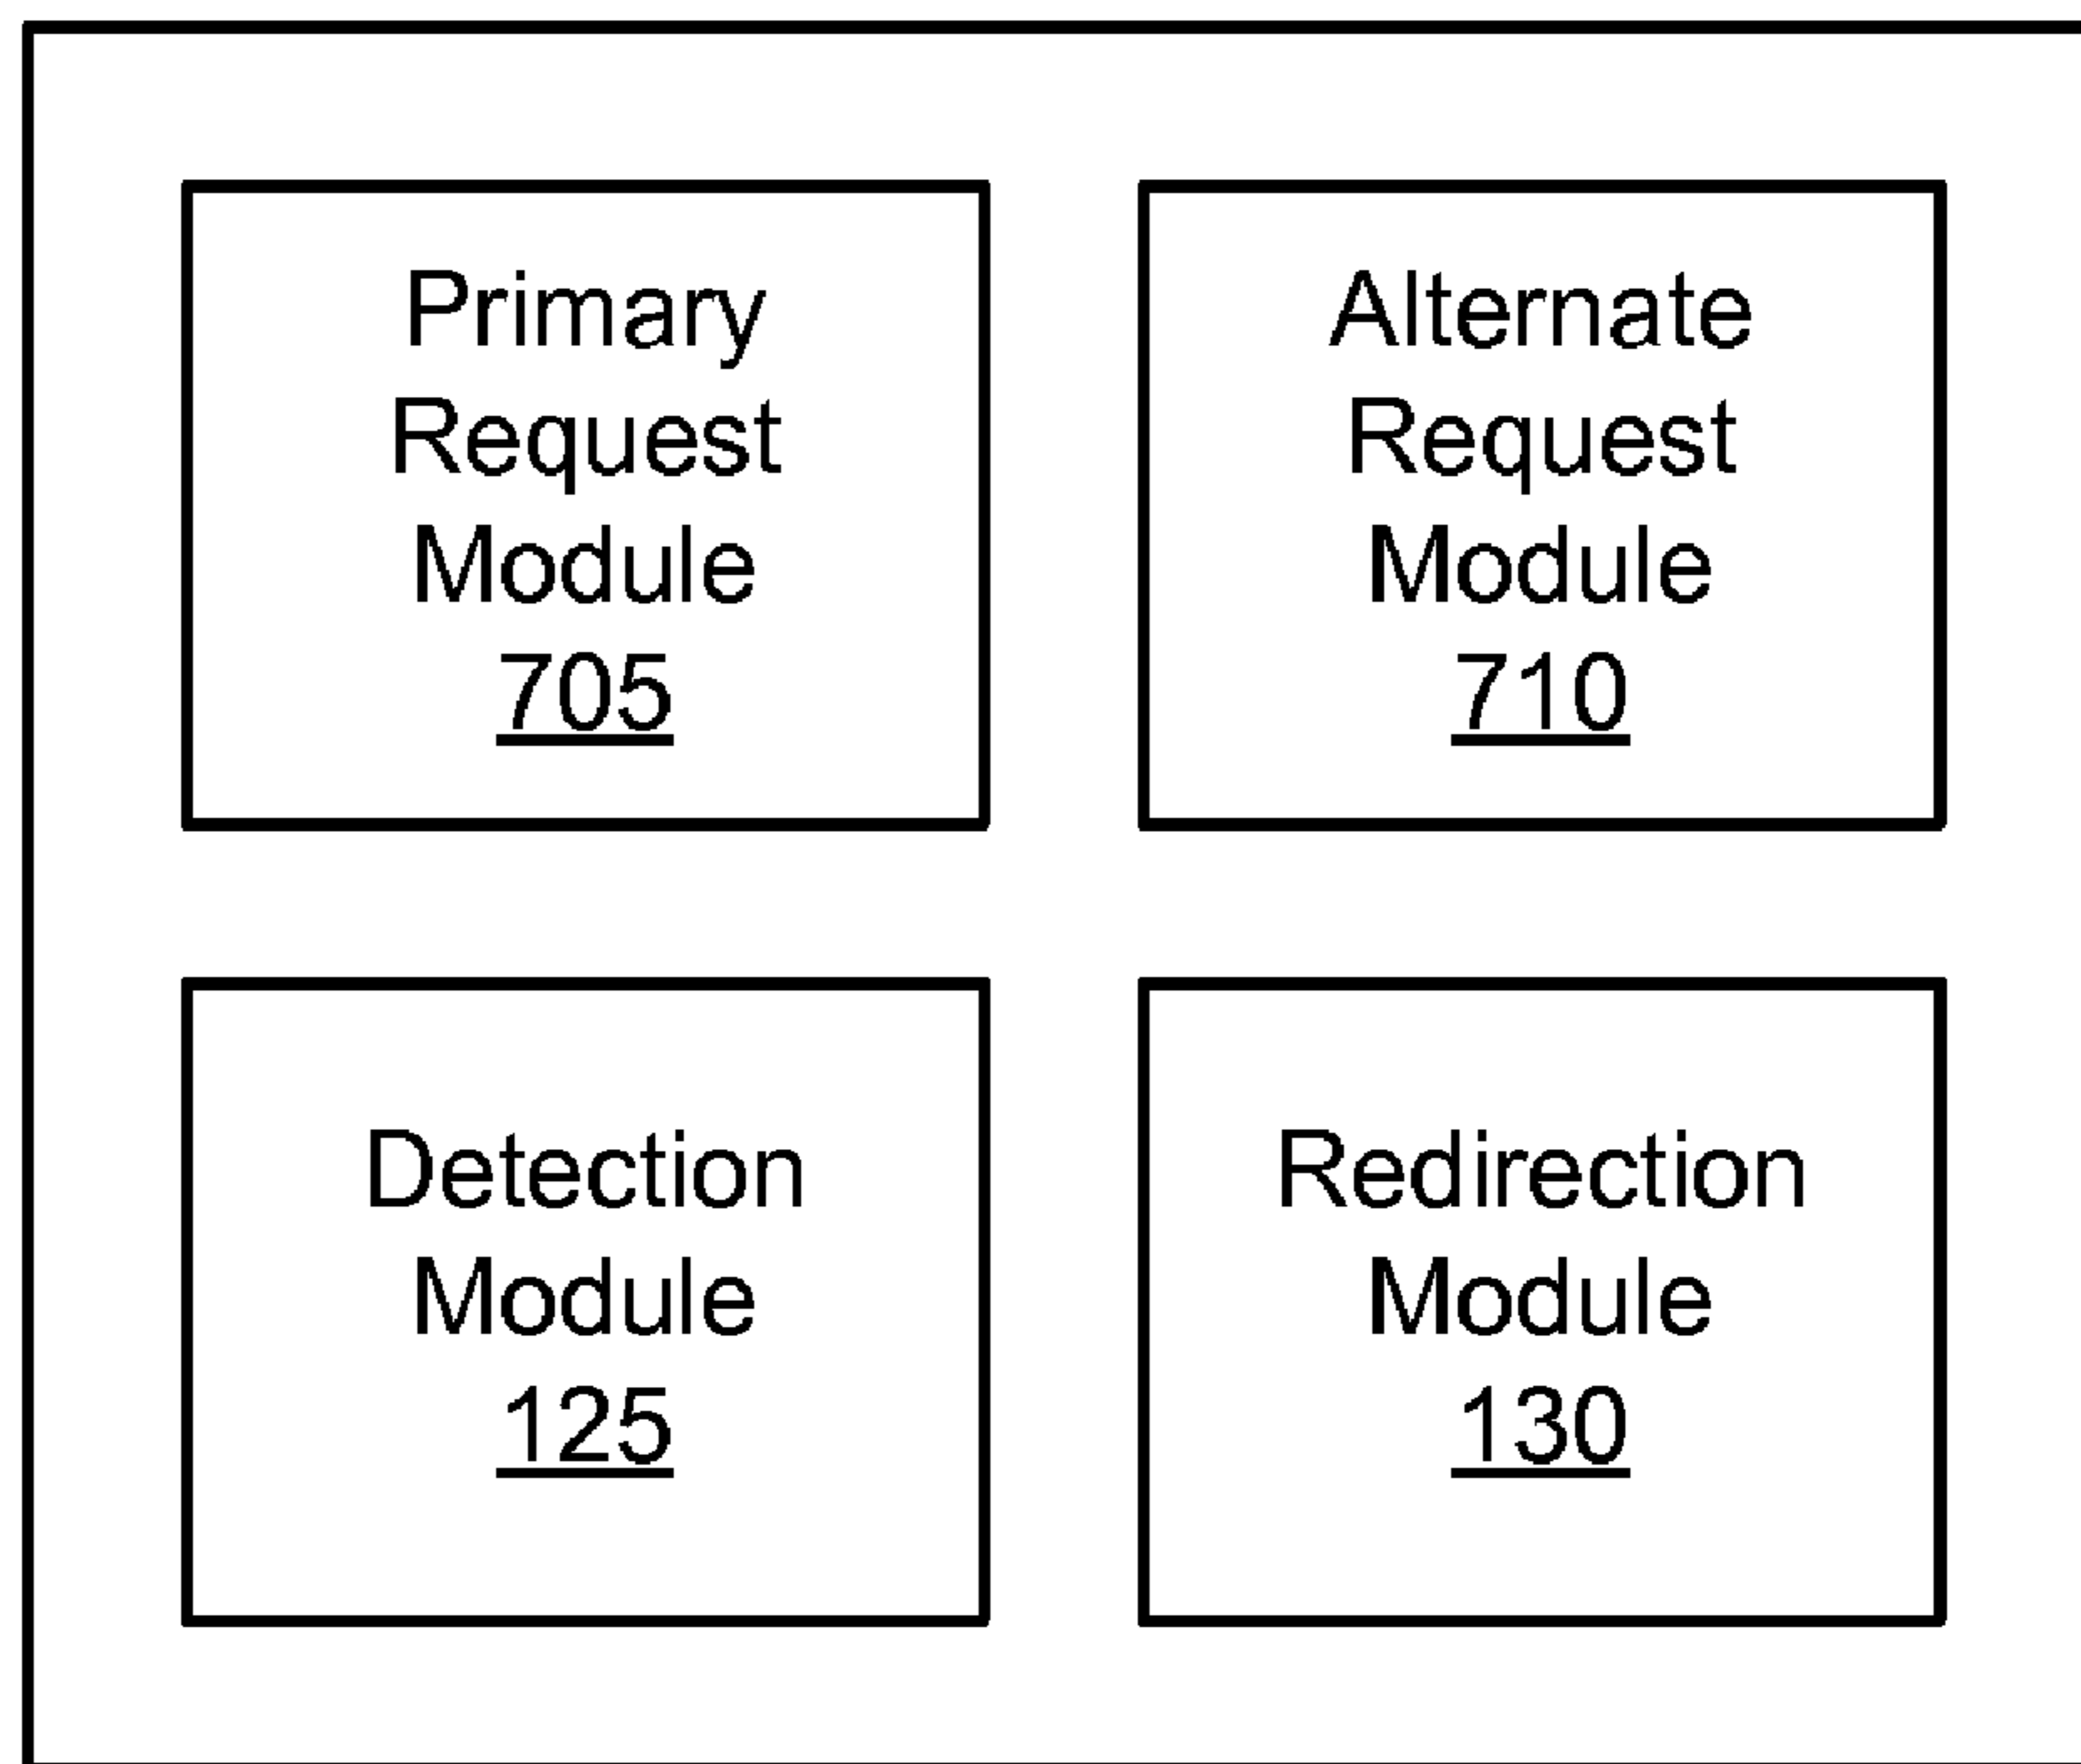 Primary
Request
Module
705
Alternate
Request
Module
710
Detection
Module
125
Redirection
Module
130